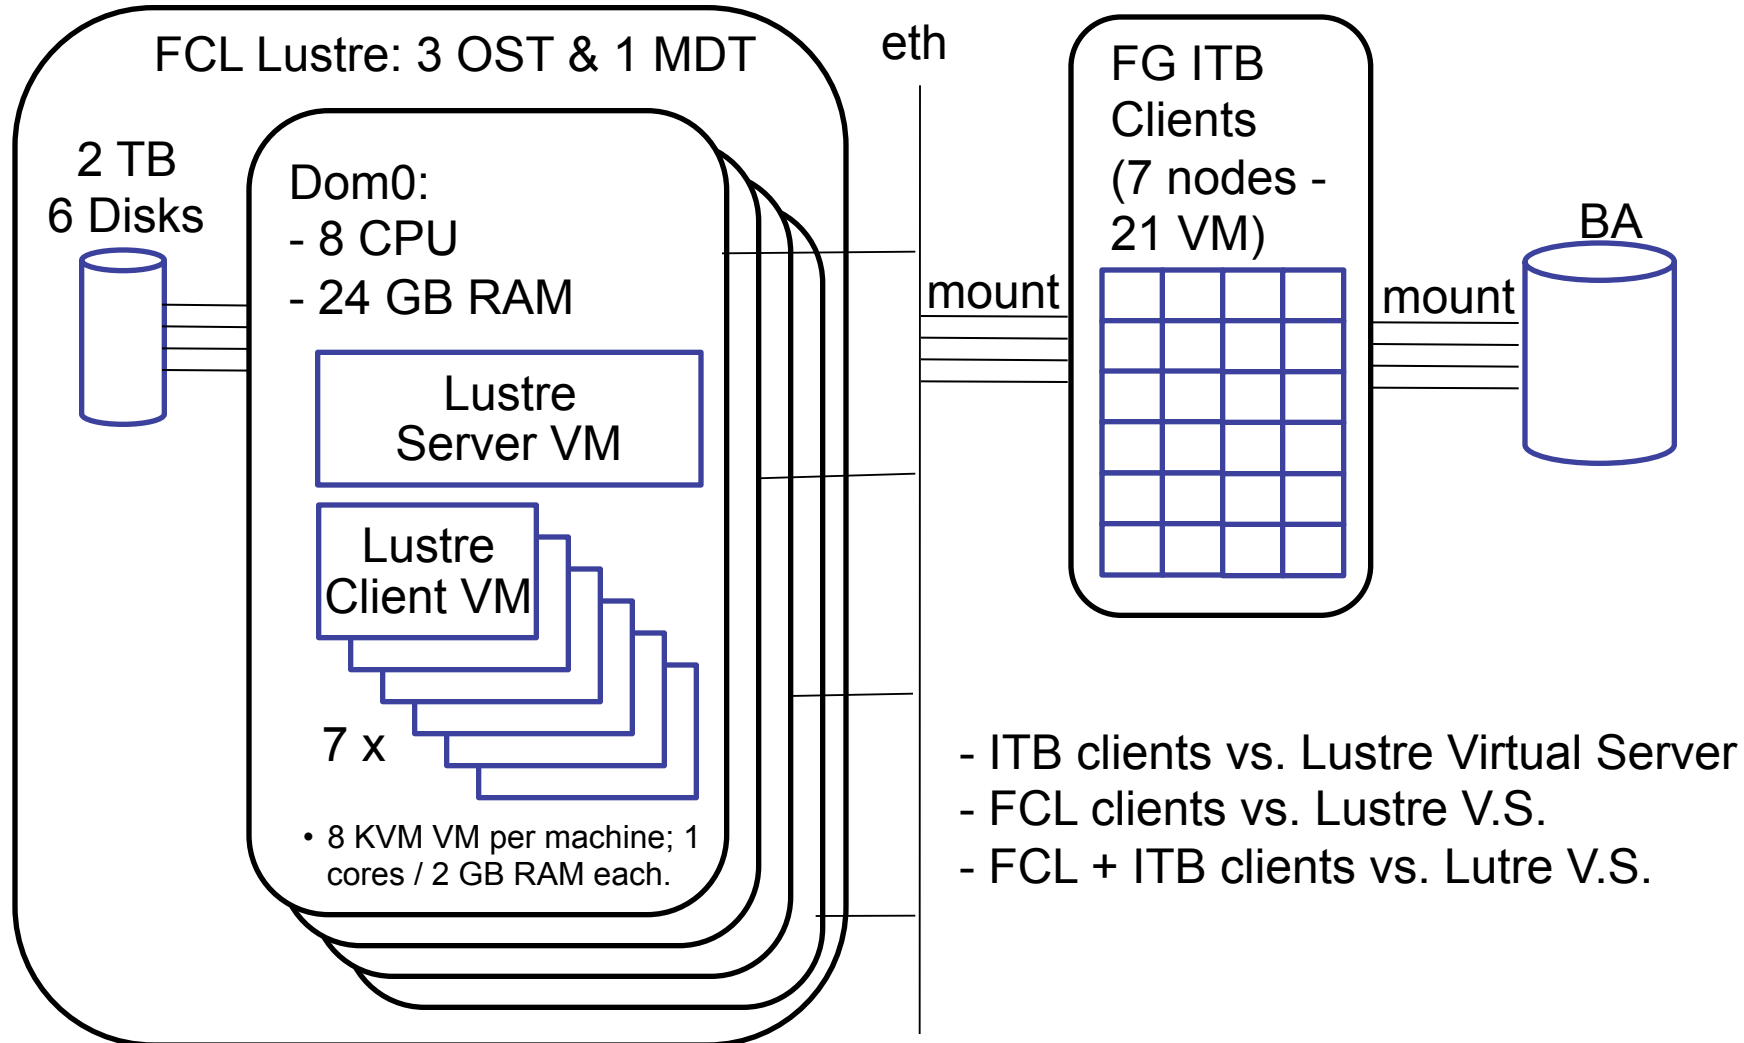 FCL Lustre: 3 OST & 1 MDT
2 TB
6 Disks
Dom0:
- 8 CPU
- 24 GB RAM
Lustre
Server VM
Lustre
Client VM
7 x
• 8 KVM VM per machine; 1
cores / 2 GB RAM each.
eth
mount
FG ITB
Clients
(7 nodes -
21 VM)
mount
BA
- ITB clients vs. Lustre Virtual Server
- FCL clients vs. Lustre V.S.
- FCL + ITB clients vs. Lutre V.S.